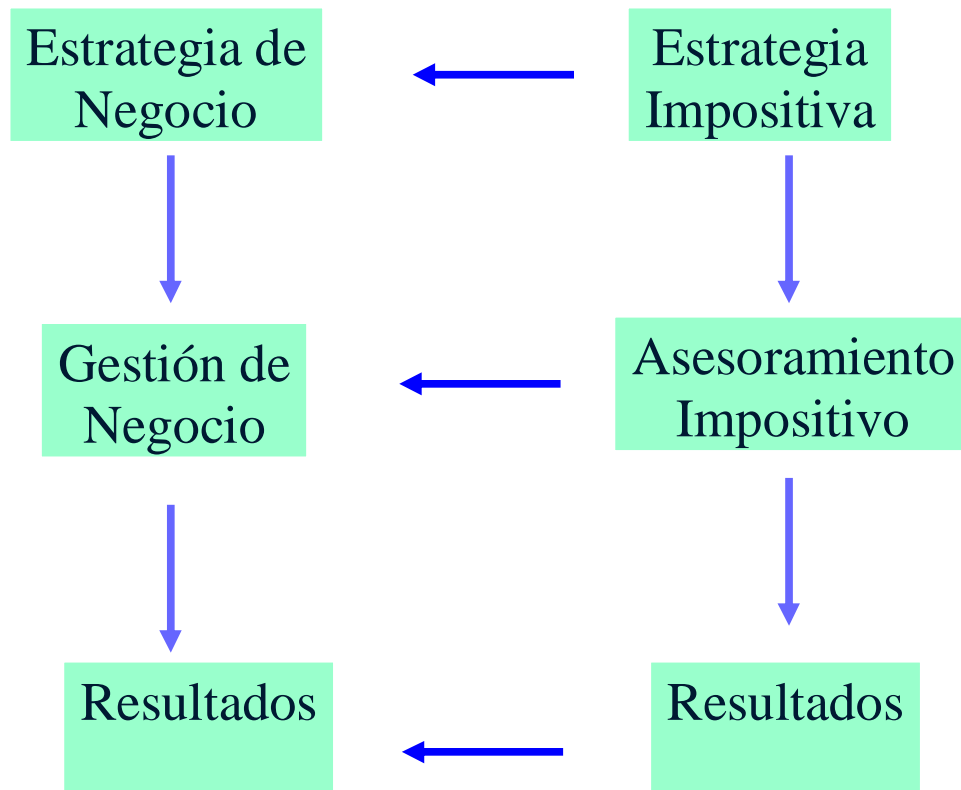 Estrategia de
Negocio
Estrategia
Impositiva
Gestión de
Negocio
Asesoramiento
Impositivo
Resultados
Resultados